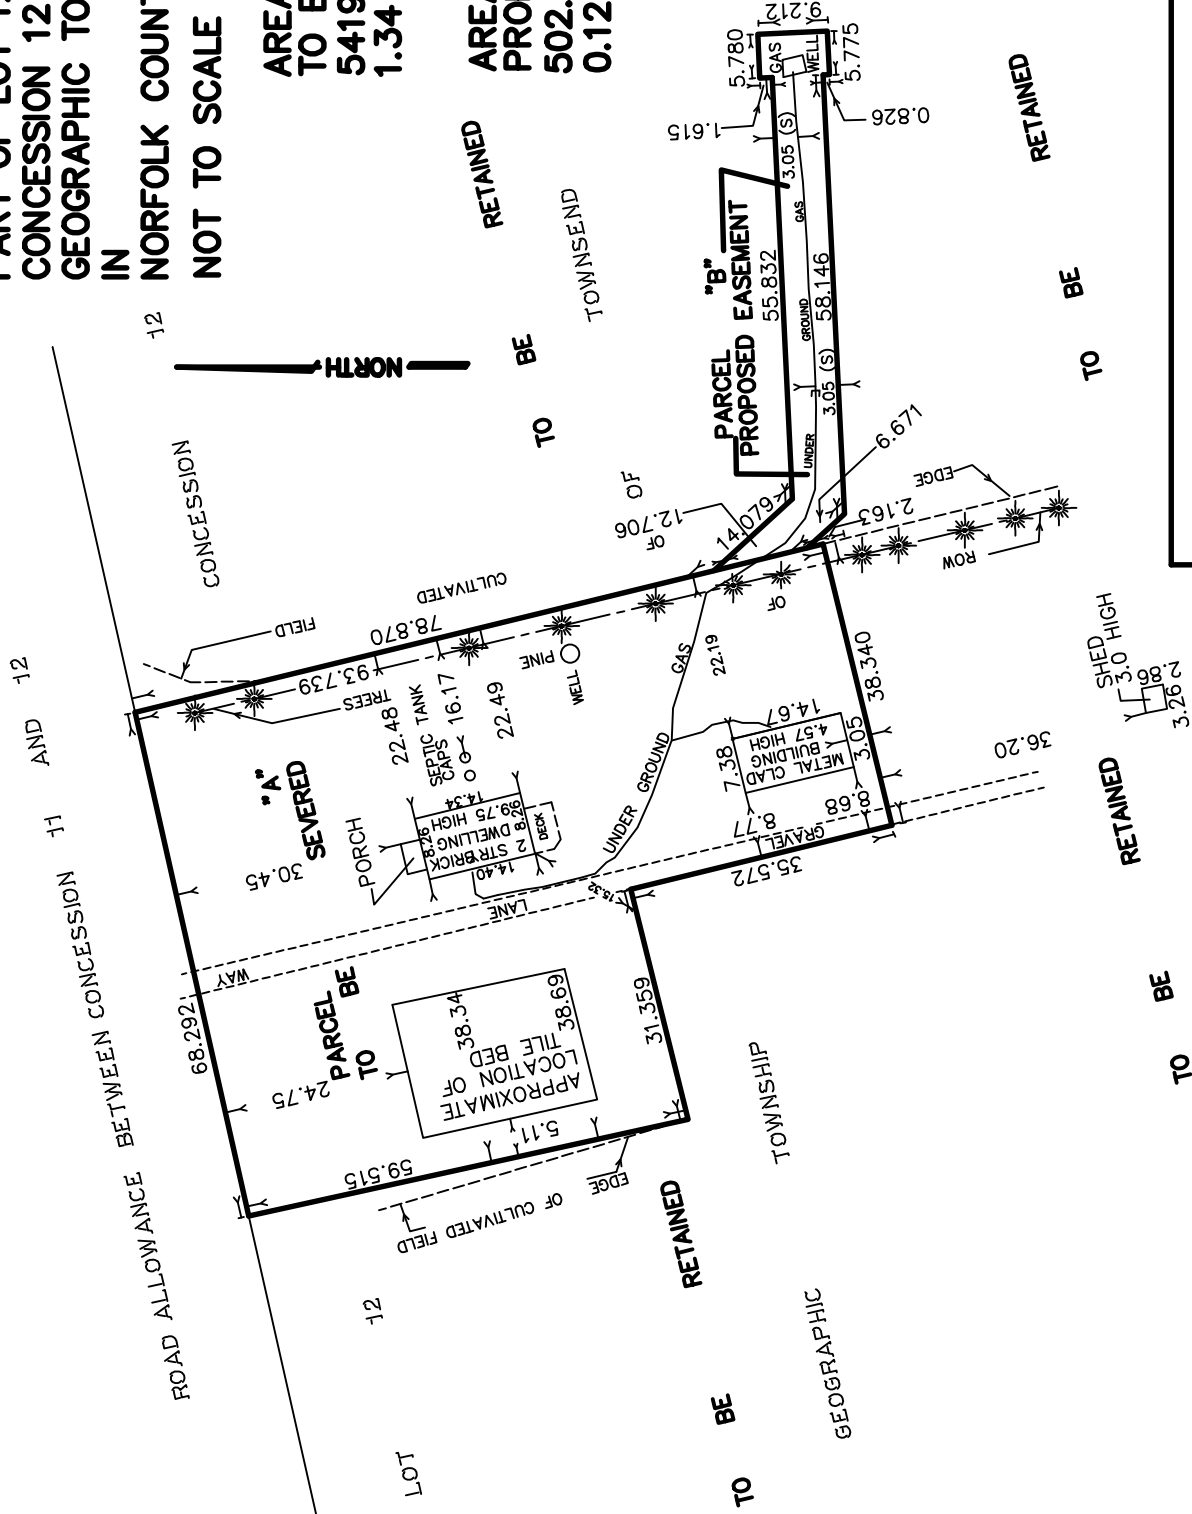 CONCESSION 12
GEOGRAPHIC TO
IN
NORFOLK COUNT
NOT TO SCALE
AREA
TO B
5419
1.34
AREA
PRO
502.
0.12
NORTH
ROAD ALLOWANCE BETWEEN CONCESSION 11 AND 12
LOT 12 CONCESSION 12
GEOGRAPHIC TOWNSHIP OF TOWNSEND
TO BE RETAINED
TO BE RETAINED
TO BE RETAINED
TO BE RETAINED
PARCEL "A"
TO BE SEVERED
68.292
24.75
30.45
59.515
5.11
31.359
35.572
38.340
93.739
78.870
12.706
14.079
2.163
6.671
PARCEL "B"
PROPOSED EASEMENT
55.832
58.146
3.05 (S)
3.05 (S)
1.615
0.826
5.780
5.775
9.212
GAS WELL
UNDER GROUND GAS
UNDER GROUND GAS
APPROXIMATE
LOCATION OF
TILE BED
38.34
38.69
LANE WAY
GRAVEL
15.32
PORCH
2 STRY BRICK
DWELLING
9.75 HIGH
8.26
8.26
14.34
14.40
DECK
SEPTIC TANK
CAPS
22.48
16.17
22.49
WELL
PINE
TREES
ROW OF
EDGE OF CULTIVATED FIELD
EDGE OF CULTIVATED FIELD
METAL CLAD
BUILDING
4.57 HIGH
7.38
14.67
22.19
3.05
8.77
8.68
36.20
SHED
3.0 HIGH
2.86
3.26